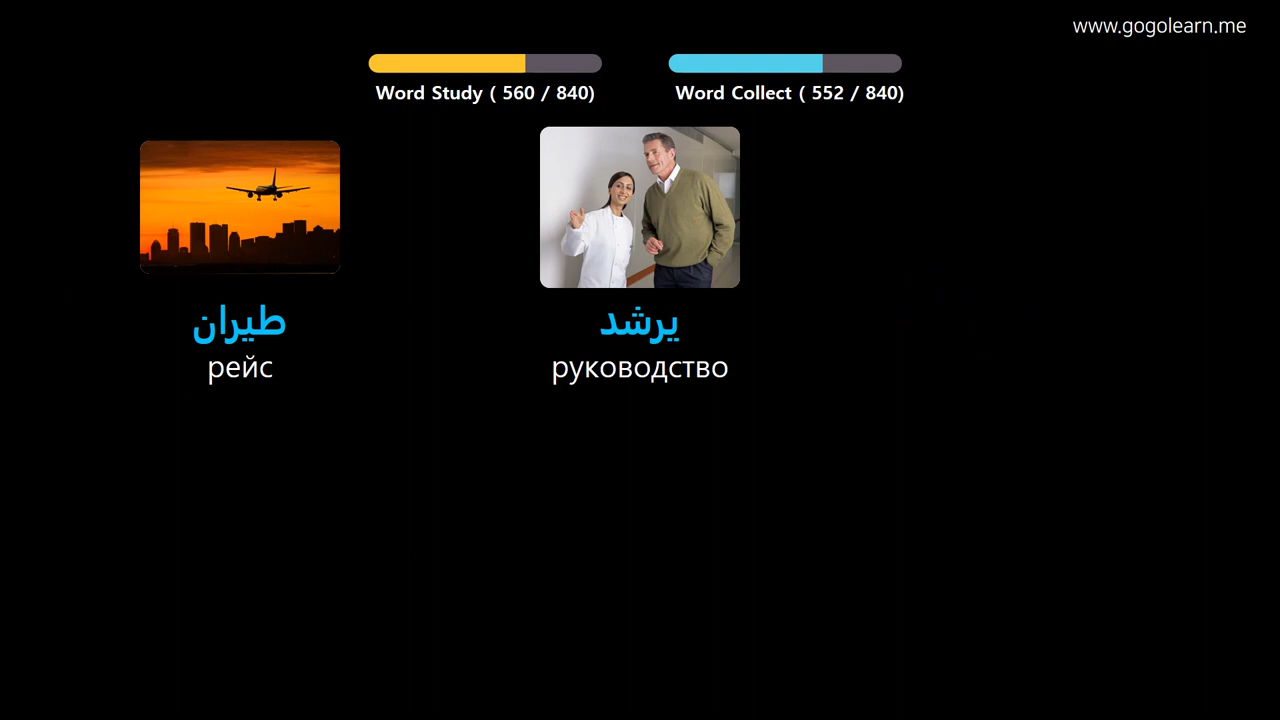 www.gogolearn.me
Word Study ( 560 / 840)
Word Collect ( 552 / 840)
طيران
рейс
يرشد
руководство